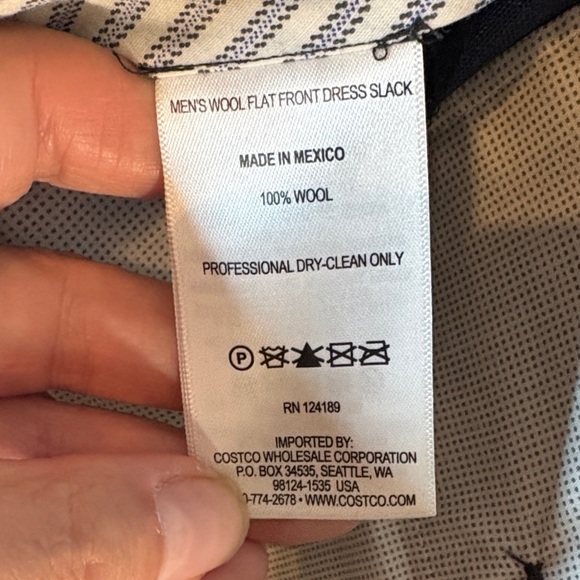 MEN'S WOOL FLAT FRONT DRESS SLACK
MADE IN MEXICO
100% WOOL
PROFESSIONAL DRY-CLEAN ONLY
P
RN 124189
IMPORTED BY:
COSTCO WHOLESALE CORPORATION
P.O. BOX 34535, SEATTLE, WA
98124-1535 USA
0-774-2678 • WWW.COSTCO.COM